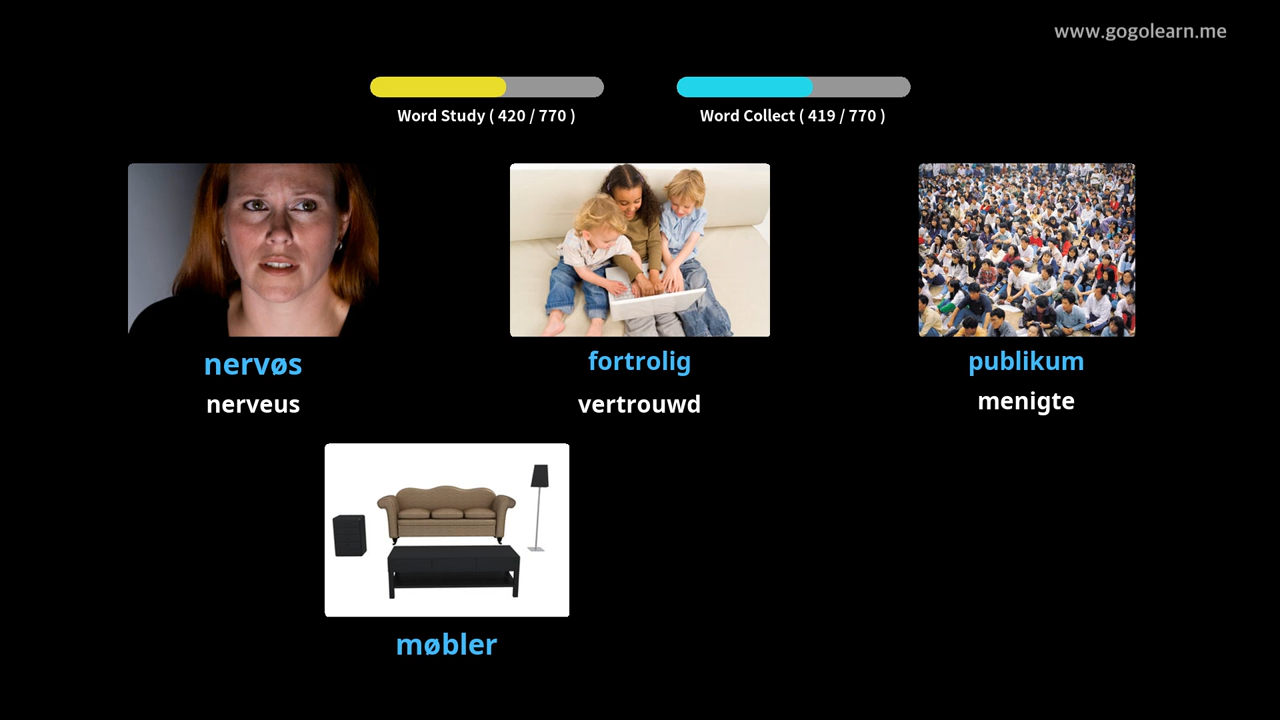 www.gogolearn.me
Word Study ( 420 / 770 )
Word Collect ( 419 / 770 )
nervøs
nerveus
fortrolig
vertrouwd
publikum
menigte
møbler